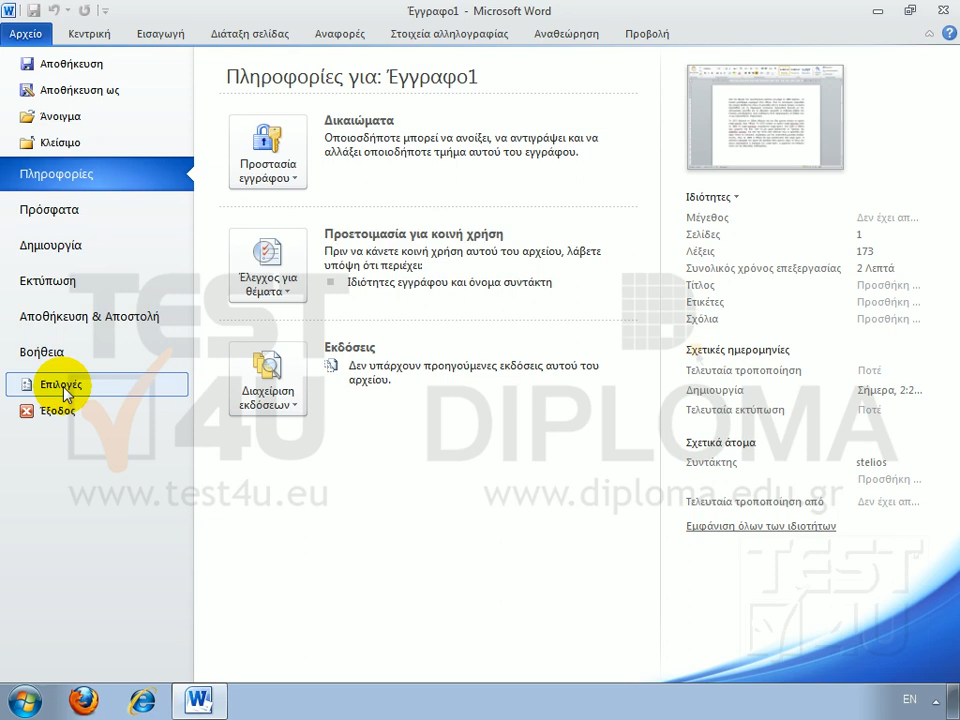 Έγγραφο1 - Microsoft Word
Αρχείο Κεντρική Εισαγωγή Διάταξη σελίδας Αναφορές Στοιχεία αλληλογραφίας Αναθεώρηση Προβολή
Αποθήκευση
Αποθήκευση ως
Άνοιγμα
Κλείσιμο
Πληροφορίες
Πρόσφατα
Δημιουργία
Εκτύπωση
Αποθήκευση & Αποστολή
Βοήθεια
Επιλογές
Έξοδος
Πληροφορίες για: Έγγραφο1
Προστασία
εγγράφου
Δικαιώματα
Οποιοσδήποτε μπορεί να ανοίξει, να αντιγράψει και να
αλλάξει οποιοδήποτε τμήμα αυτού του εγγράφου.
Έλεγχος για
θέματα
Προετοιμασία για κοινή χρήση
Πριν να κάνετε κοινή χρήση αυτού του αρχείου, λάβετε
υπόψη ότι περιέχει:
Ιδιότητες εγγράφου και όνομα συντάκτη
Διαχείριση
εκδόσεων
Εκδόσεις
Δεν υπάρχουν προηγούμενες εκδόσεις αυτού του
αρχείου.
Ιδιότητες
Μέγεθος Δεν έχει απ...
Σελίδες 1
Λέξεις 173
Συνολικός χρόνος επεξεργασίας 2 Λεπτά
Τίτλος Προσθήκη ...
Ετικέτες Προσθήκη ...
Σχόλια Προσθήκη ...
Σχετικές ημερομηνίες
Τελευταία τροποποίηση Ποτέ
Δημιουργία Σήμερα, 2:2...
Τελευταία εκτύπωση Ποτέ
Σχετικά άτομα
Συντάκτης stelios
Προσθήκη ...
Τελευταία τροποποίηση από Δεν έχει απ...
Εμφάνιση όλων των ιδιοτήτων
TEST
4U
www.test4u.eu
DIPLOMA
www.diploma.edu.gr
TEST
4U
EN